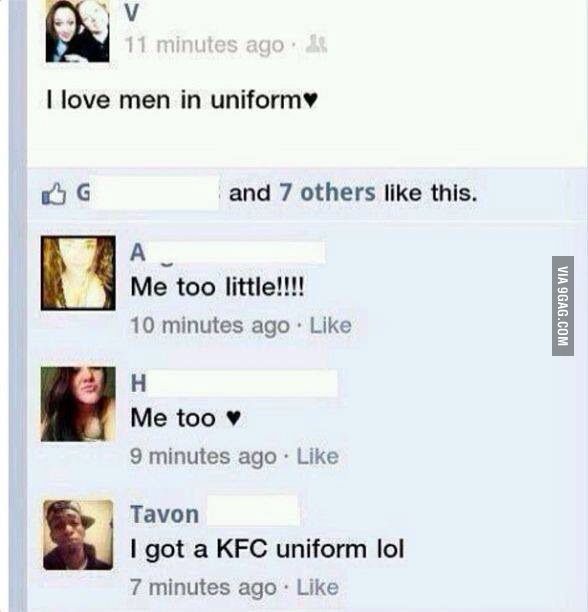 V
11 minutes ago ·
I love men in uniform♥
G and 7 others like this.
A
Me too little!!!!
10 minutes ago · Like
H
Me too ♥
9 minutes ago · Like
Tavon
I got a KFC uniform lol
7 minutes ago · Like
VIA 9GAG.COM